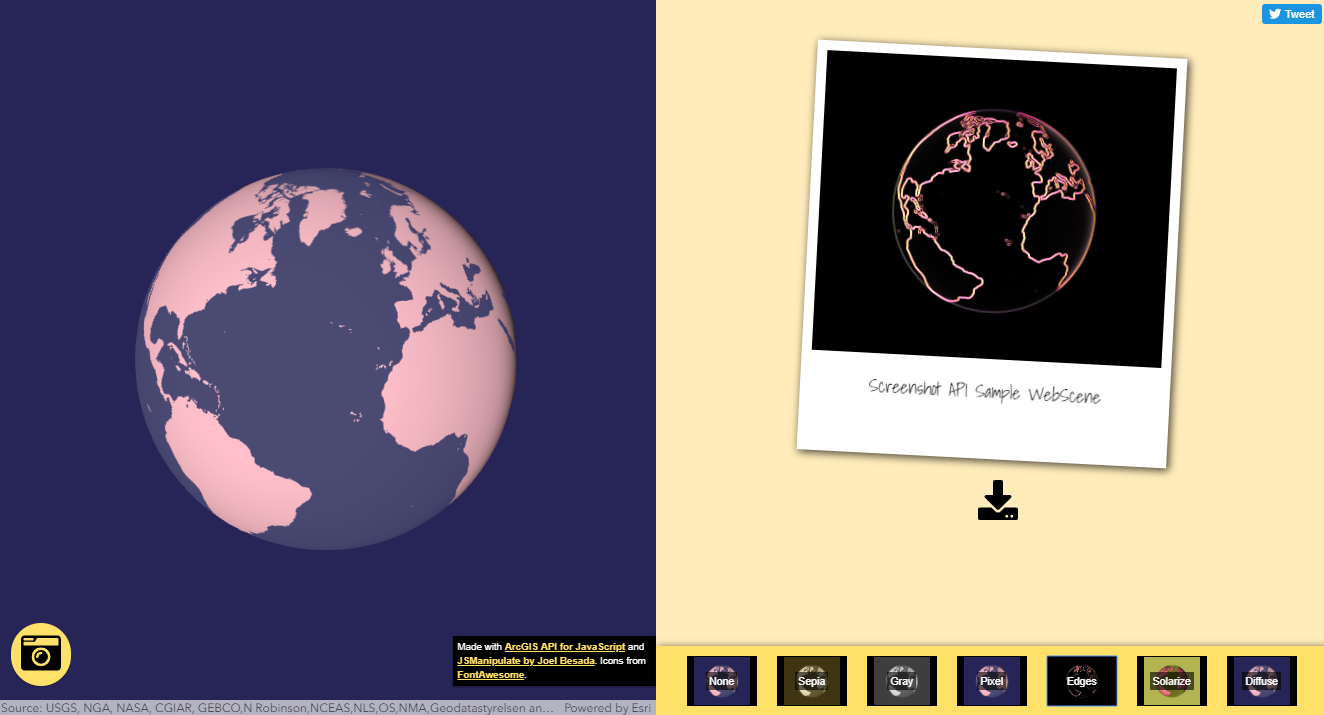 Tweet
Screenshot API Sample WebScene
Made with ArcGIS API for JavaScript and
JSManipulate by Joel Besada. Icons from
FontAwesome.
Source: USGS, NGA, NASA, CGIAR, GEBCO,N Robinson,NCEAS,NLS,OS,NMA,Geodatastyrelsen an... Powered by Esri
None Sepia Gray Pixel Edges Solarize Diffuse